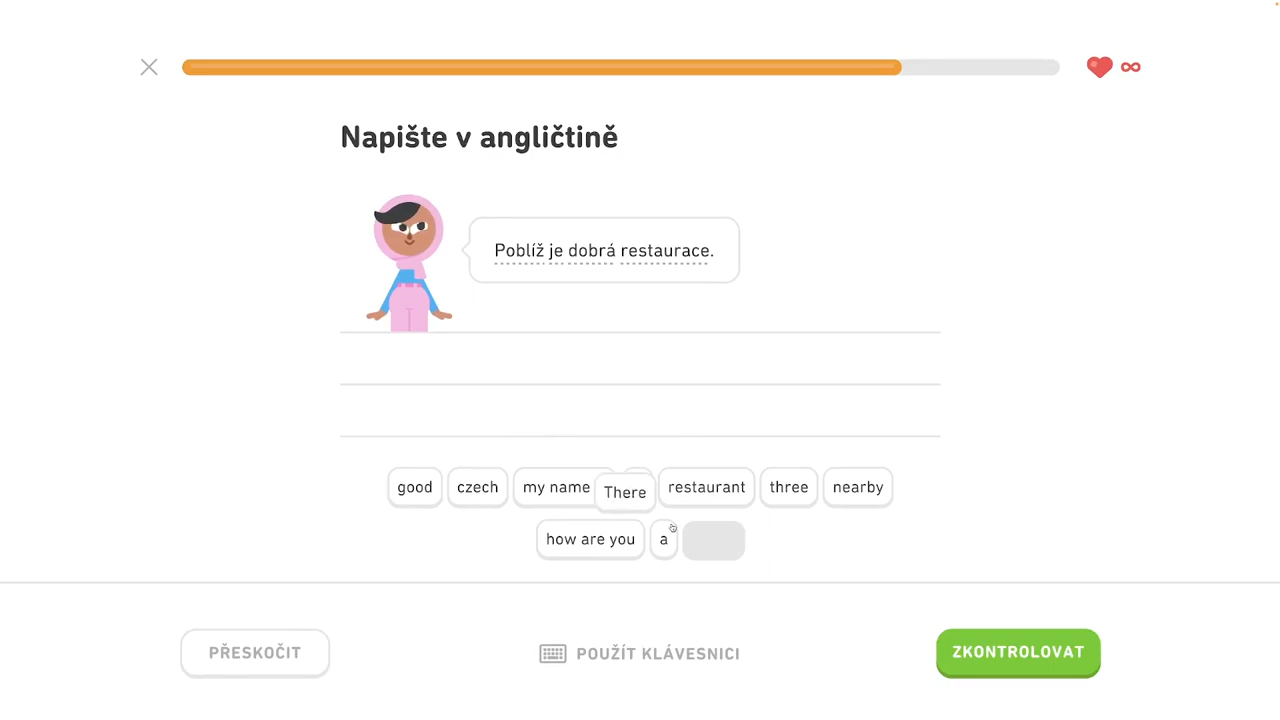 ∞
Napište v angličtině
Poblíž je dobrá restaurace.
good czech my name There restaurant three nearby
how are you a
PŘESKOČIT POUŽÍT KLÁVESNICI ZKONTROLOVAT